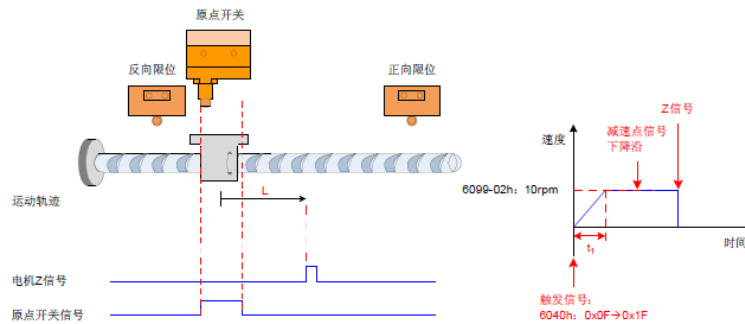 原点开关
反向限位
正向限位
运动轨迹
L
电机Z信号
原点开关信号
Z信号
减速点信号
下降沿
速度
6099-02h：10rpm
t₁
时间
触发信号：
6040h：0x0F→0x1F